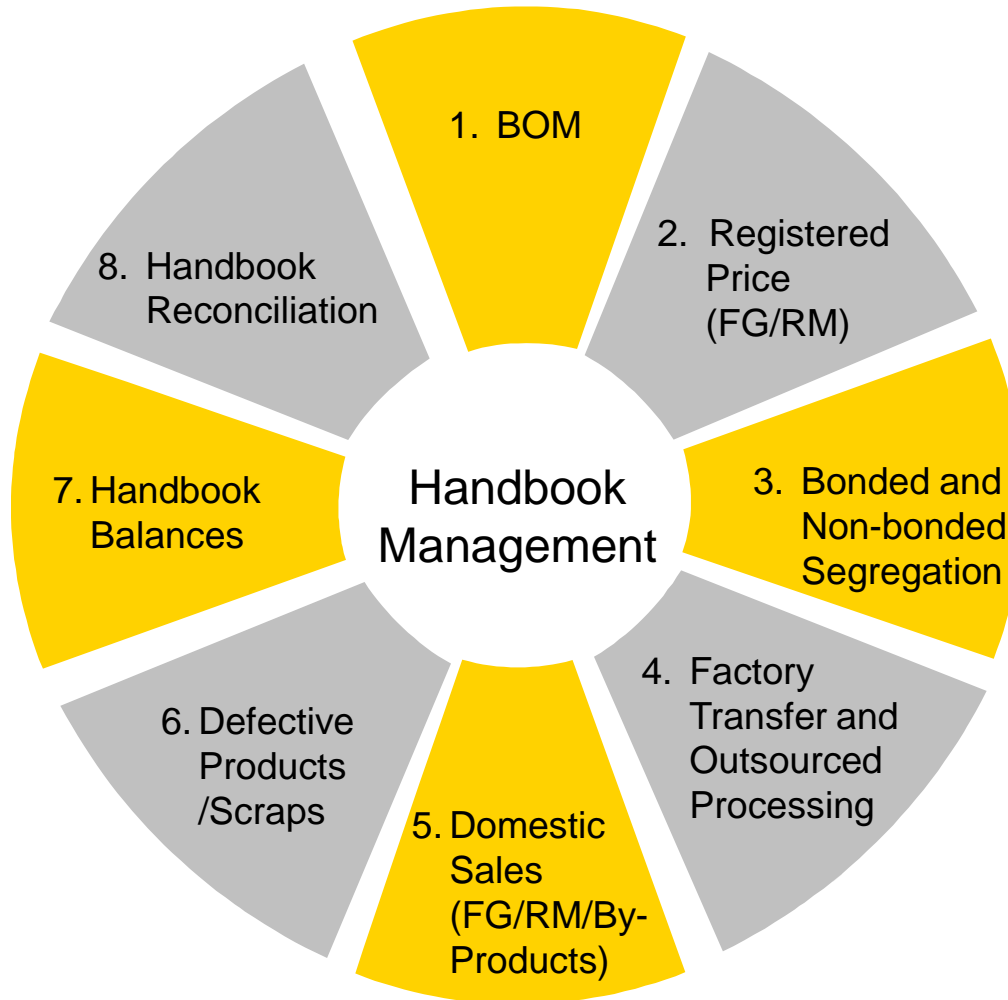 1. BOM
2. Registered
Price
(FG/RM)
3. Bonded and
Non-bonded
Segregation
4. Factory
Transfer and
Outsourced
Processing
5. Domestic
Sales
(FG/RM/By-
Products)
6. Defective
Products
/Scraps
7. Handbook
Balances
8. Handbook
Reconciliation
Handbook
Management